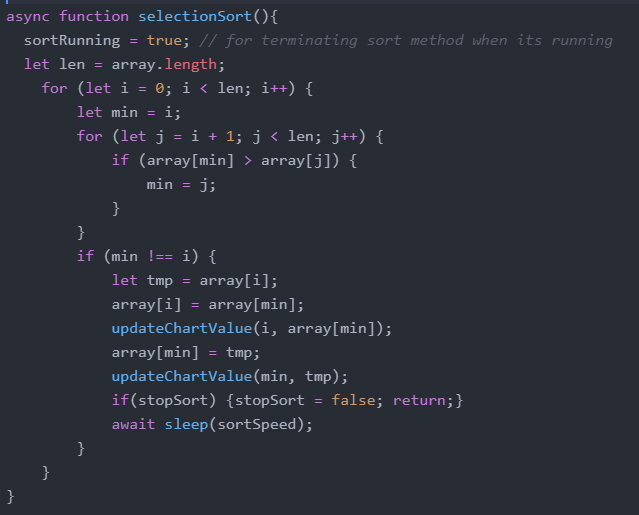 async function selectionSort(){
  sortRunning = true; // for terminating sort method when its running
  let len = array.length;
    for (let i = 0; i < len; i++) {
        let min = i;
        for (let j = i + 1; j < len; j++) {
            if (array[min] > array[j]) {
                min = j;
            }
        }
        if (min !== i) {
            let tmp = array[i];
            array[i] = array[min];
            updateChartValue(i, array[min]);
            array[min] = tmp;
            updateChartValue(min, tmp);
            if(stopSort) {stopSort = false; return;}
            await sleep(sortSpeed);
        }
    }
}